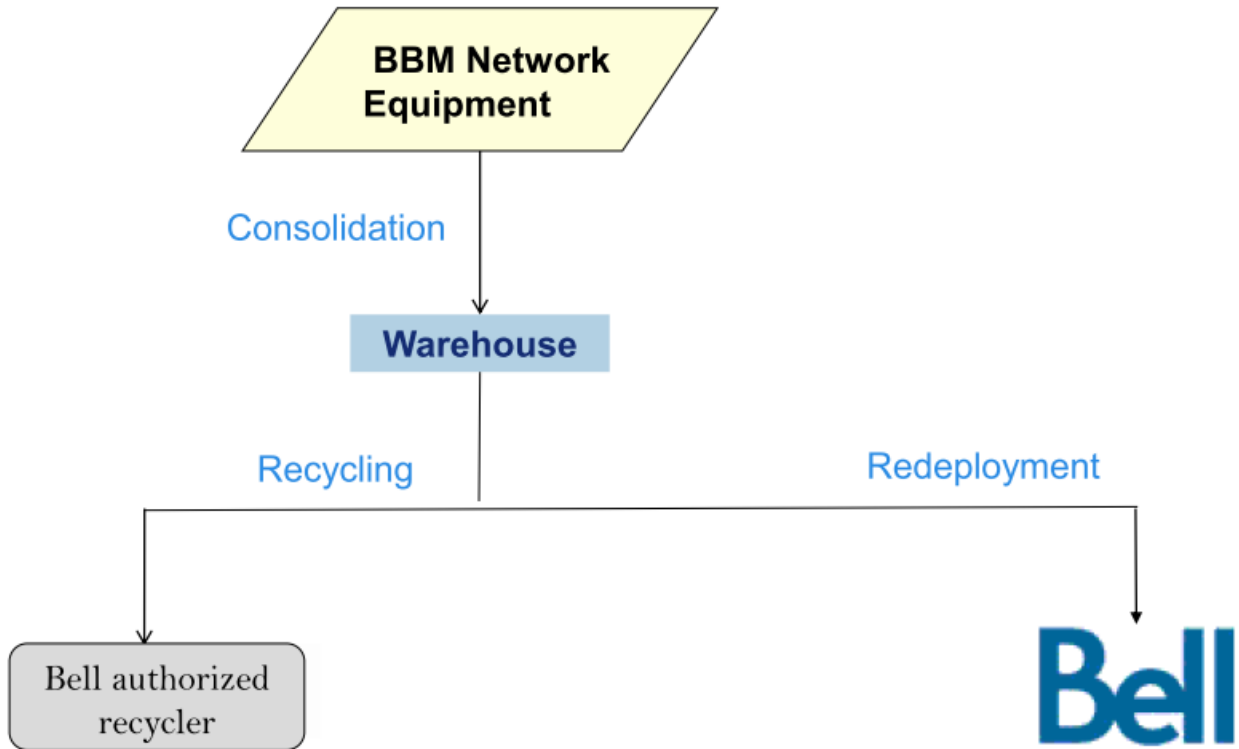 BBM Network
Equipment
Consolidation
Warehouse
Recycling
Redeployment
Bell authorized
recycler
Bell